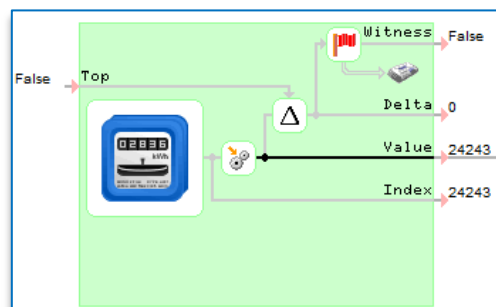 Witness
False
False
Top
Delta
0
02836
kWh
Δ
Value
24243
Index
24243